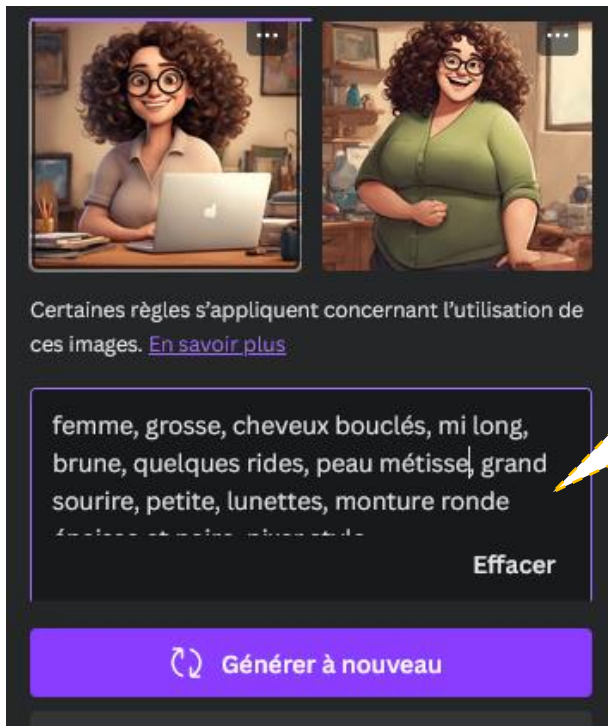 Certaines règles s’appliquent concernant l’utilisation de
ces images. En savoir plus
femme, grosse, cheveux bouclés, mi long,
brune, quelques rides, peau métisse, grand
sourire, petite, lunettes, monture ronde
Effacer
Générer à nouveau